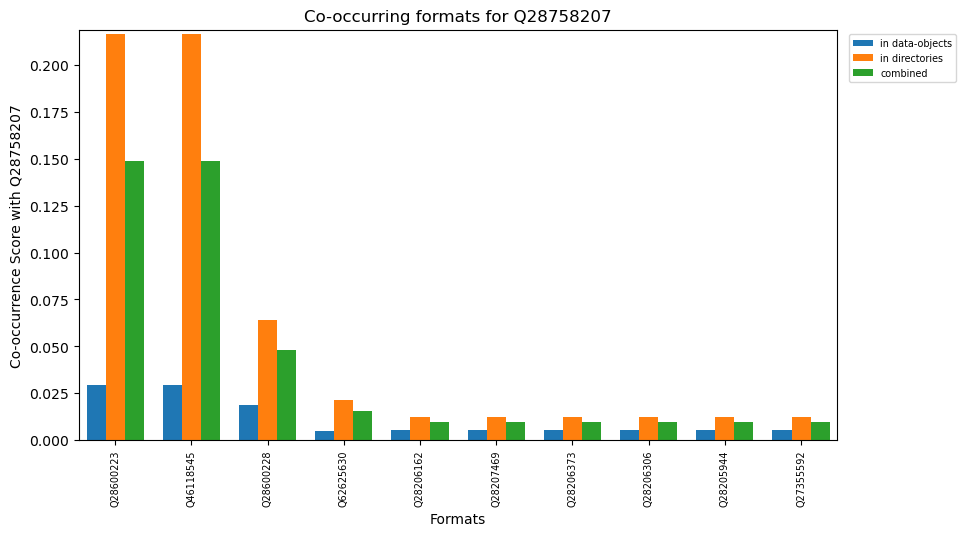 Co-occurring formats for Q28758207
in data-objects
in directories
combined
Co-occurrence Score with Q28758207
0.200
0.175
0.150
0.125
0.100
0.075
0.050
0.025
0.000
Q28600223
Q46118545
Q28600228
Q62625630
Q28206162
Q28207469
Q28206373
Q28206306
Q28205944
Q27355592
Formats